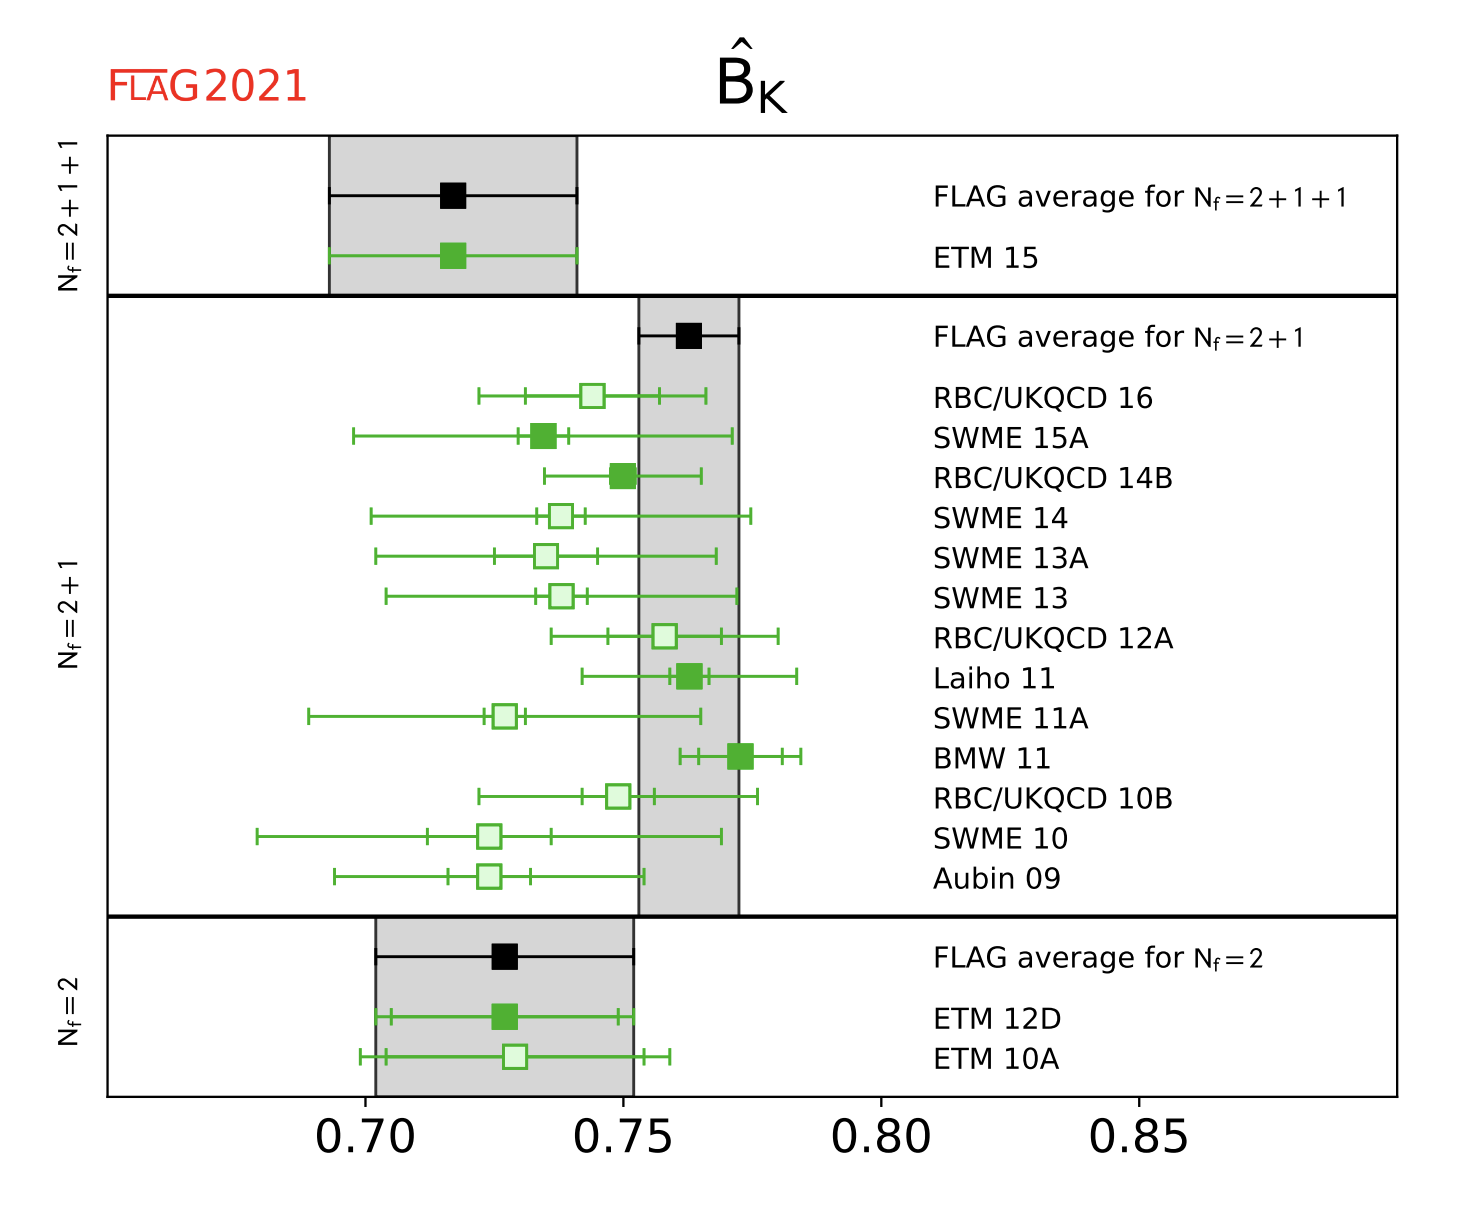 FLAG2021
B̂K
Nf=2+1+1
FLAG average for Nf=2+1+1
ETM 15
Nf=2+1
FLAG average for Nf=2+1
RBC/UKQCD 16
SWME 15A
RBC/UKQCD 14B
SWME 14
SWME 13A
SWME 13
RBC/UKQCD 12A
Laiho 11
SWME 11A
BMW 11
RBC/UKQCD 10B
SWME 10
Aubin 09
Nf=2
FLAG average for Nf=2
ETM 12D
ETM 10A
0.70 0.75 0.80 0.85